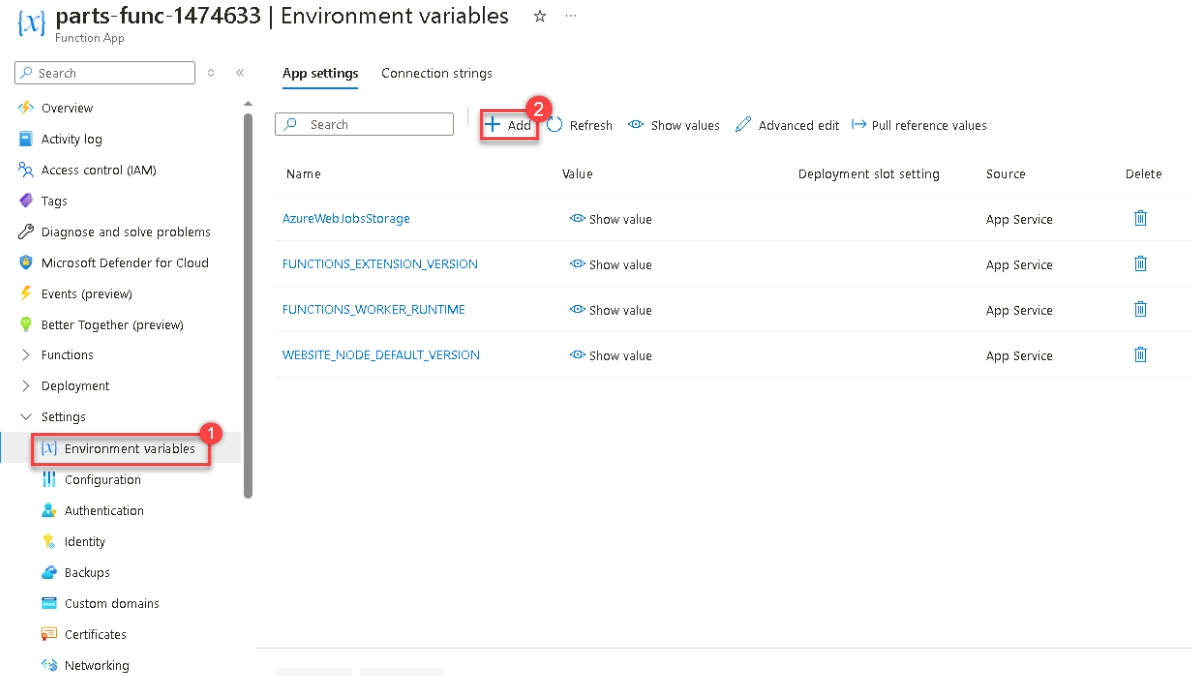 parts-func-1474633 | Environment variables
Function App
Search
Overview
Activity log
Access control (IAM)
Tags
Diagnose and solve problems
Microsoft Defender for Cloud
Events (preview)
Better Together (preview)
Functions
Deployment
Settings
Environment variables
1
Configuration
Authentication
Identity
Backups
Custom domains
Certificates
Networking
App settings Connection strings
Search
Add 2 Refresh Show values Advanced edit Pull reference values
Name Value Deployment slot setting Source Delete
AzureWebJobsStorage Show value App Service
FUNCTIONS_EXTENSION_VERSION Show value App Service
FUNCTIONS_WORKER_RUNTIME Show value App Service
WEBSITE_NODE_DEFAULT_VERSION Show value App Service